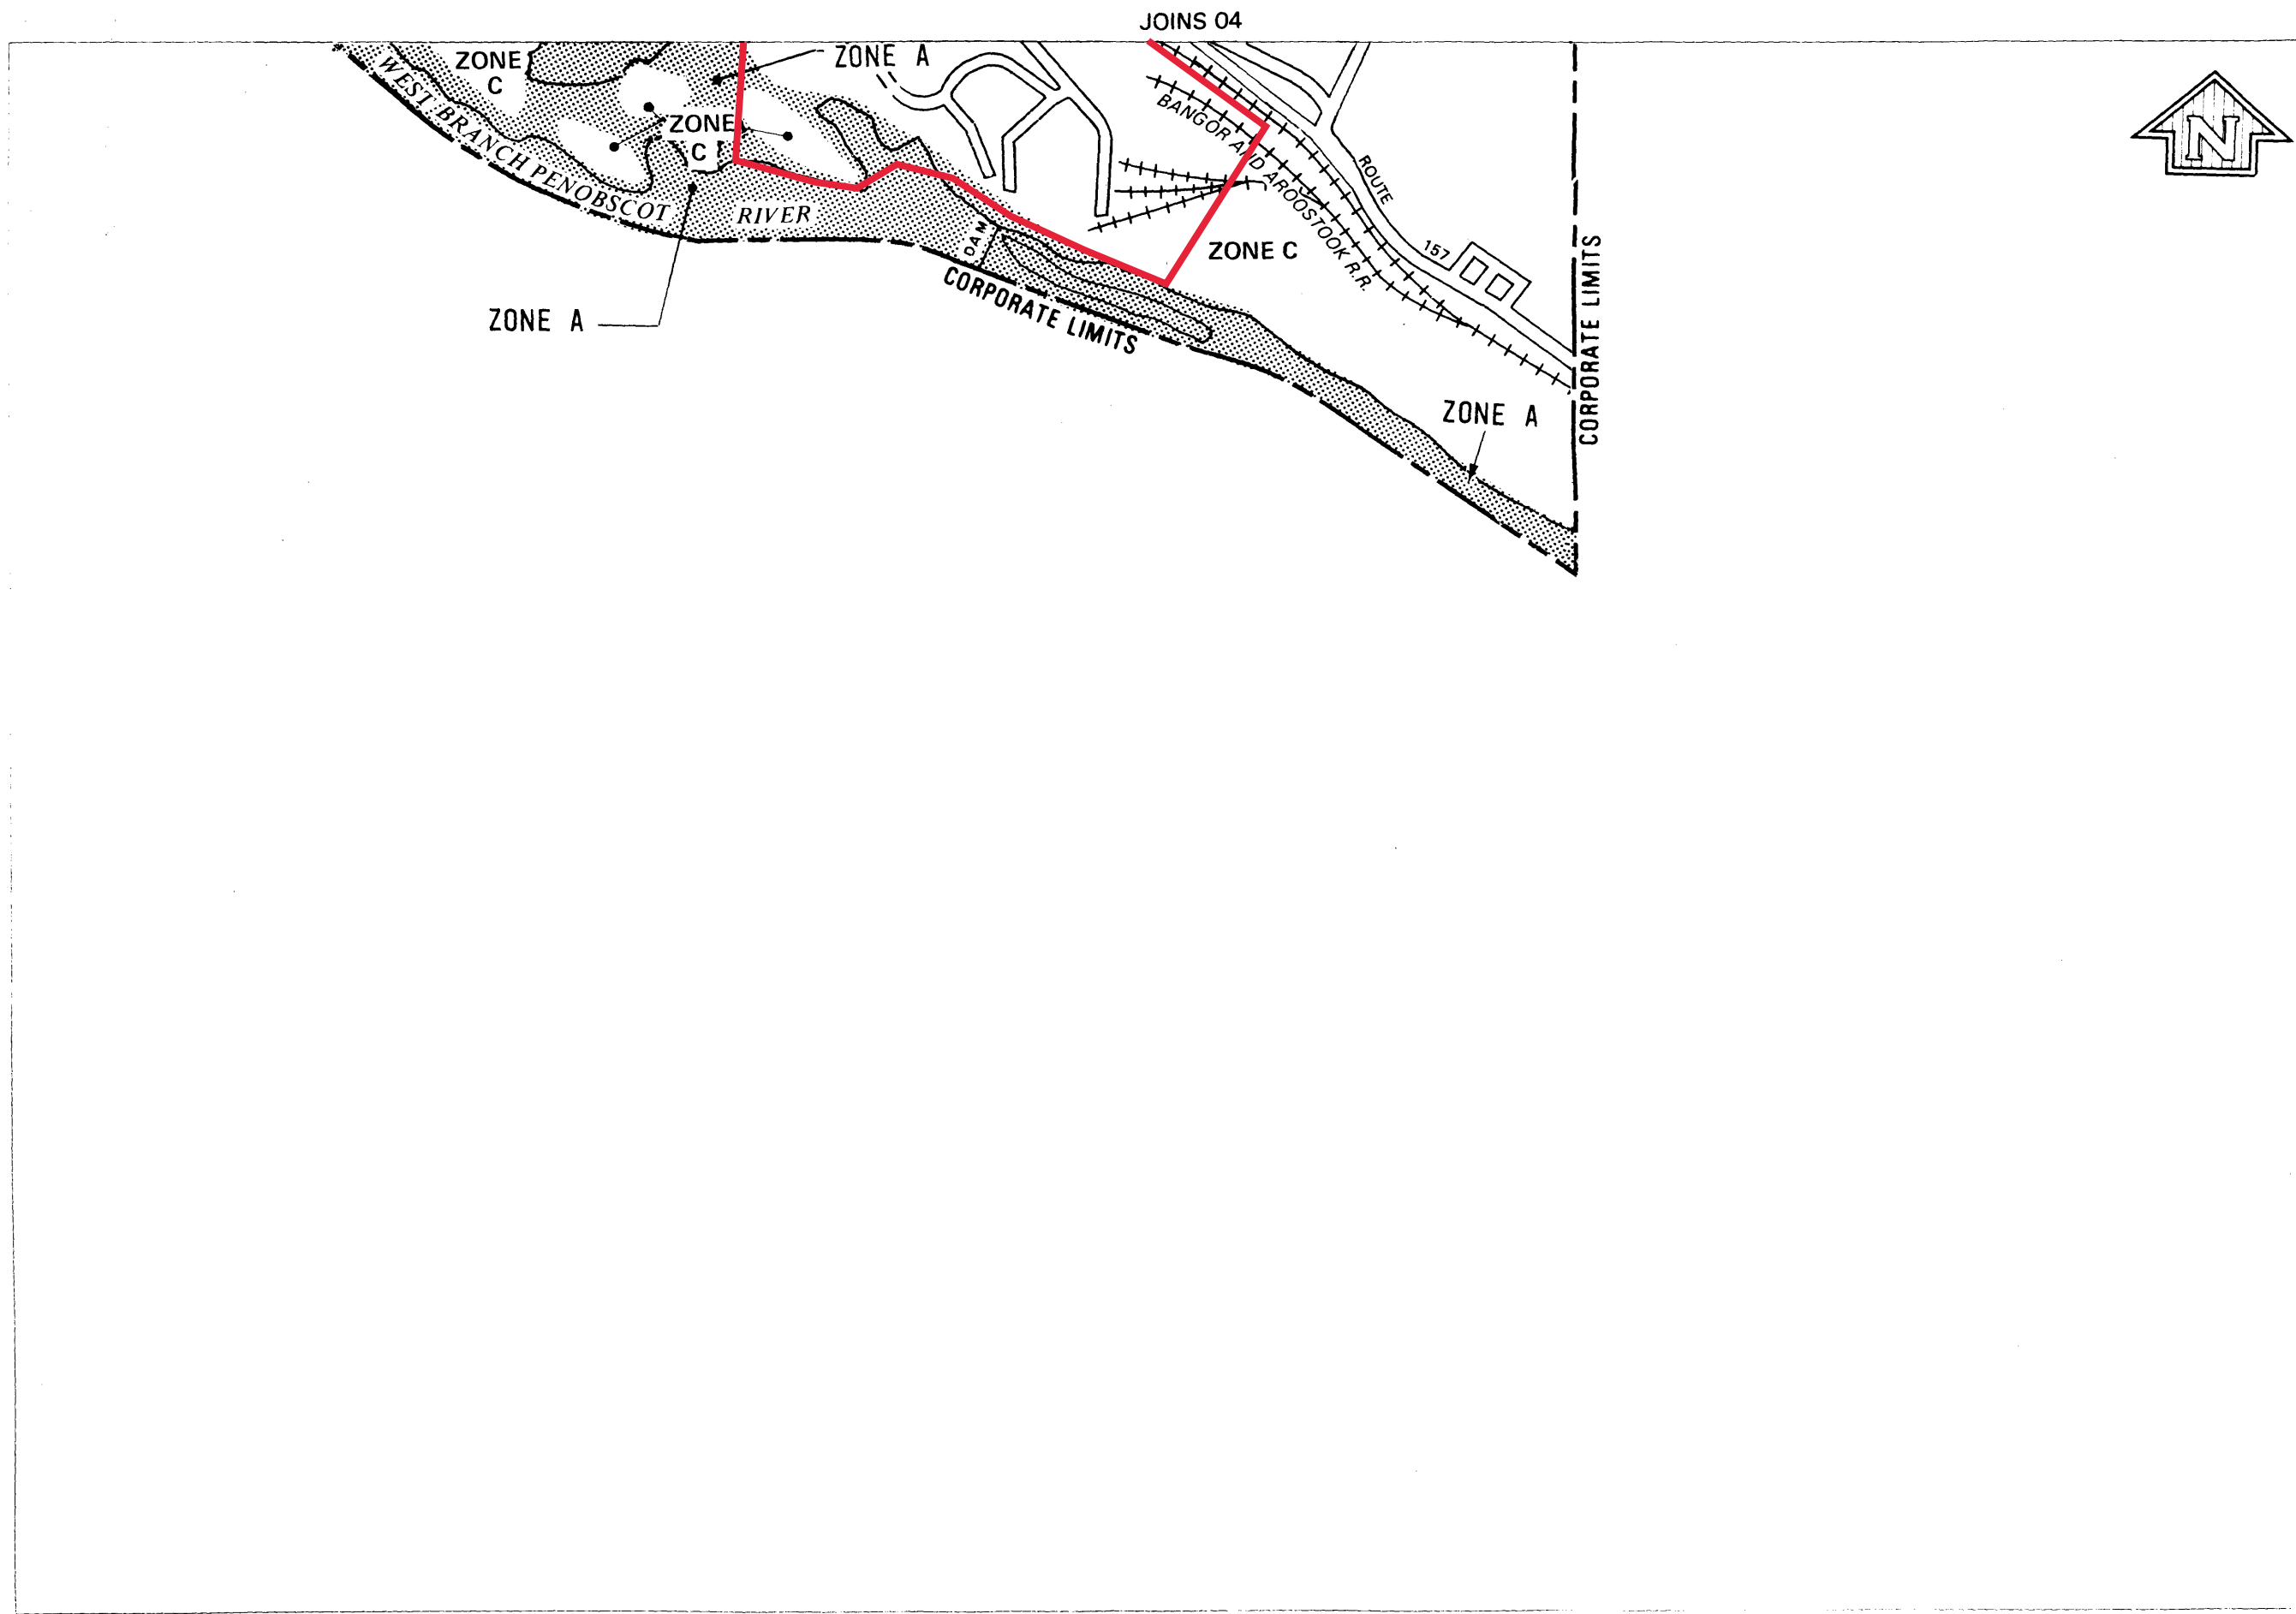 JOINS 04
ZONE A
ZONE
C
WEST BRANCH PENOBSCOT RIVER
ZONE
C
BANGOR AND AROOSTOOK R.R.
ROUTE 157
DAM
ZONE C
CORPORATE LIMITS
ZONE A
CORPORATE LIMITS
ZONE A
N